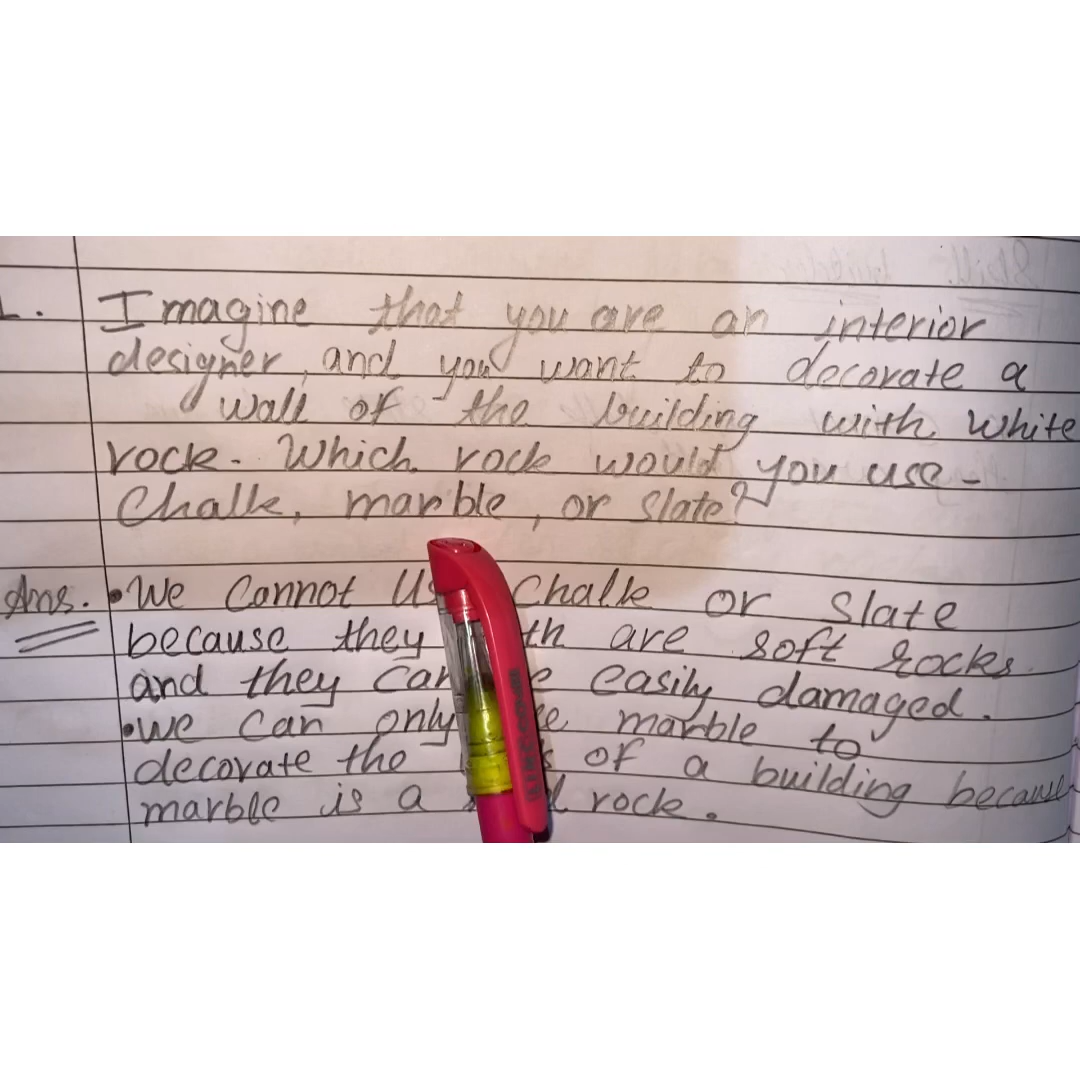 1. Imagine that you are an interior
designer, and you want to decorate a
wall of the building with white
rock. Which rock would you use-
Chalk, marble, or Slate?
Ans. • We Cannot Chalk or Slate
because they are soft rocks
and they easily damaged.
• we can only marble to
decorate the of a building because
marble is a rock.